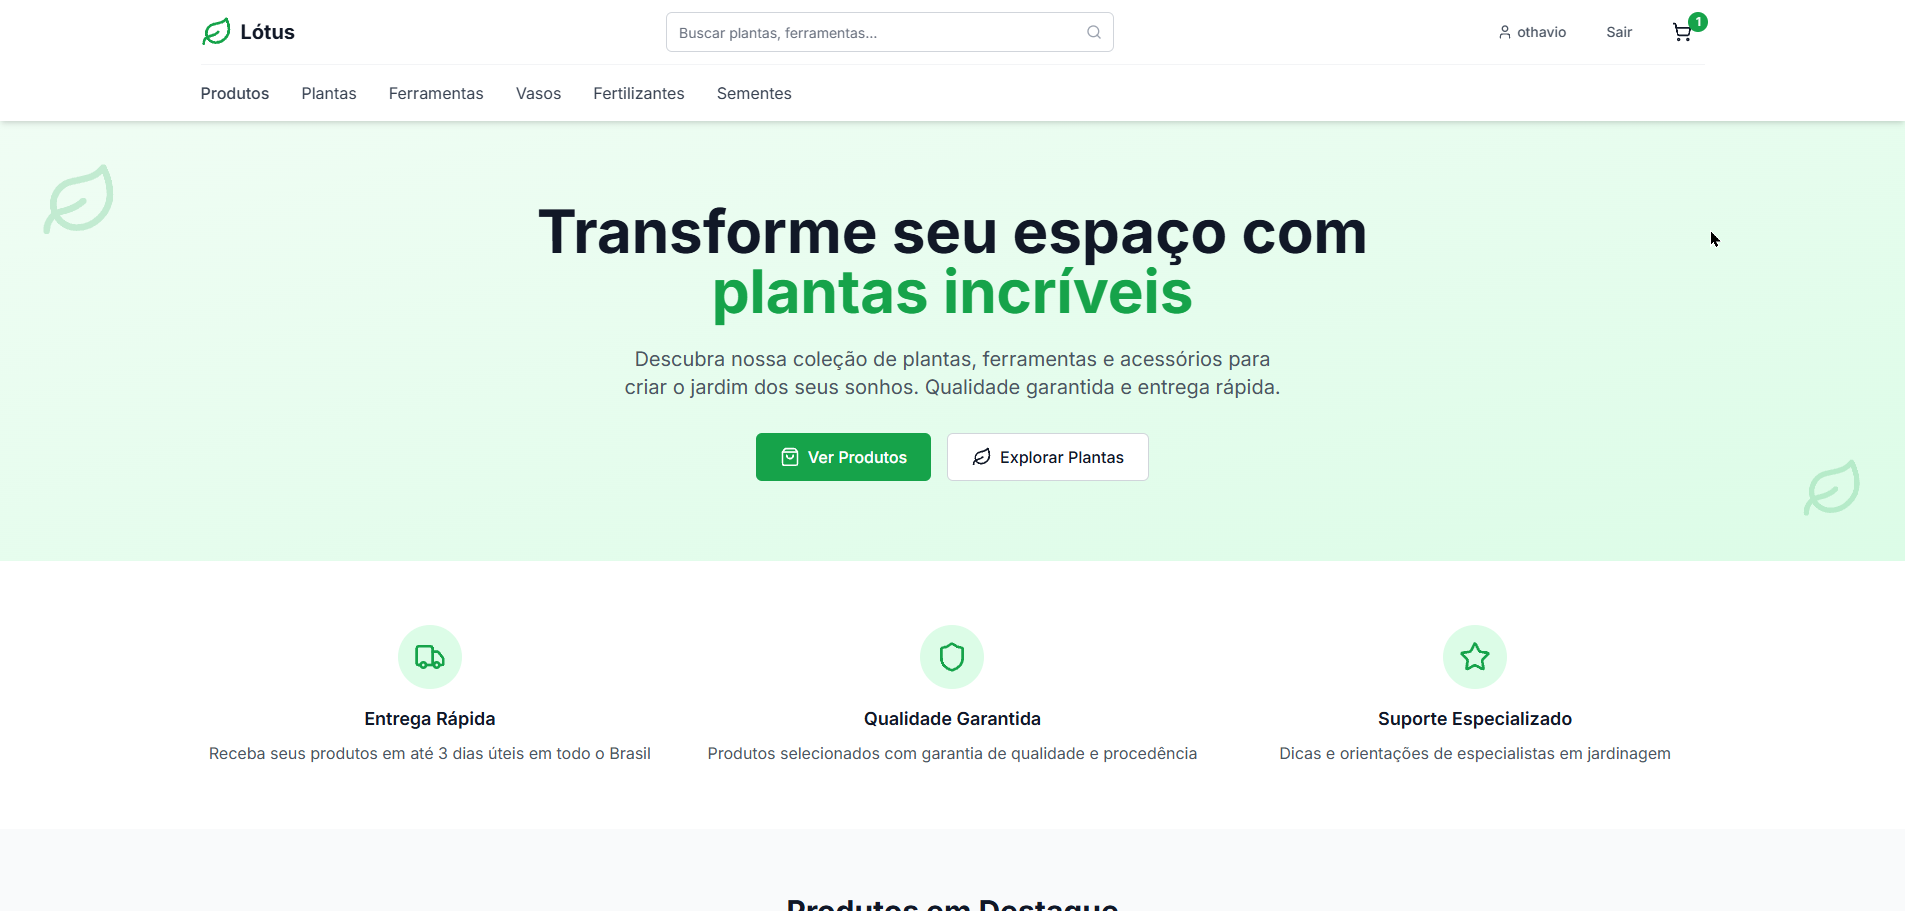 Lótus
Buscar plantas, ferramentas...
othavio
Sair
1
Produtos
Plantas
Ferramentas
Vasos
Fertilizantes
Sementes
Transforme seu espaço com
plantas incríveis
Descubra nossa coleção de plantas, ferramentas e acessórios para
criar o jardim dos seus sonhos. Qualidade garantida e entrega rápida.
Ver Produtos
Explorar Plantas
Entrega Rápida
Receba seus produtos em até 3 dias úteis em todo o Brasil
Qualidade Garantida
Produtos selecionados com garantia de qualidade e procedência
Suporte Especializado
Dicas e orientações de especialistas em jardinagem
Produtos em Destaque